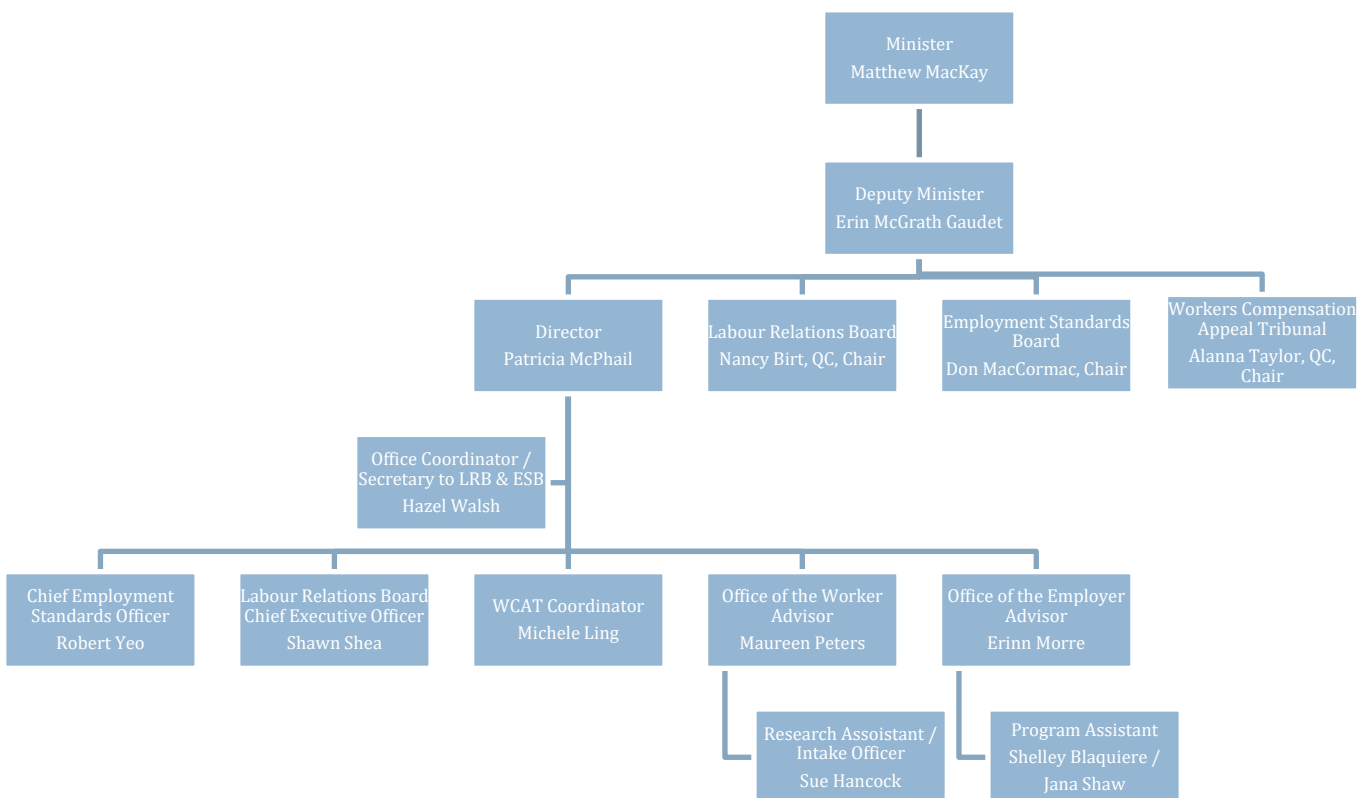 Minister
Matthew MacKay
Deputy Minister
Erin McGrath Gaudet
Director
Patricia McPhail
Labour Relations Board
Nancy Birt, QC, Chair
Employment Standards
Board
Don MacCormac, Chair
Workers Compensation
Appeal Tribunal
Alanna Taylor, QC,
Chair
Office Coordinator /
Secretary to LRB & ESB
Hazel Walsh
Chief Employment
Standards Officer
Robert Yeo
Labour Relations Board
Chief Executive Officer
Shawn Shea
WCAT Coordinator
Michele Ling
Office of the Worker
Advisor
Maureen Peters
Office of the Employer
Advisor
Erinn Morre
Research Assoistant /
Intake Officer
Sue Hancock
Program Assistant
Shelley Blaquiere /
Jana Shaw